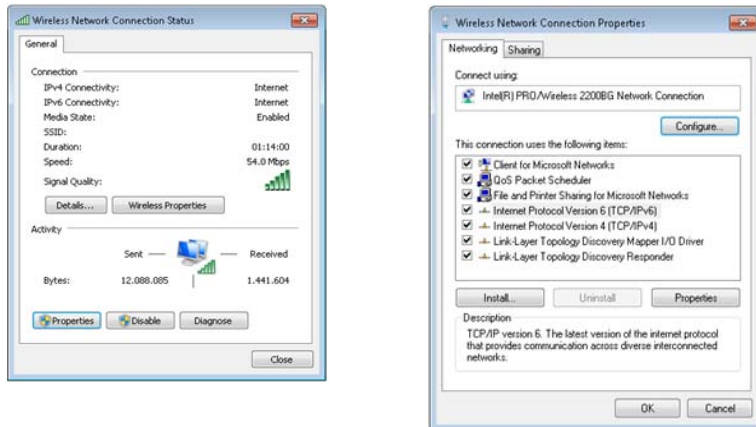 Wireless Network Connection Status
General
Connection
IPv4 Connectivity: Internet
IPv6 Connectivity: Internet
Media State: Enabled
SSID:
Duration: 01:14:00
Speed: 54.0 Mbps
Signal Quality:
Details... Wireless Properties
Activity
Sent Received
Bytes: 12.088.085 1.441.604
Properties Disable Diagnose
Close
Wireless Network Connection Properties
Networking Sharing
Connect using:
Intel(R) PRO/Wireless 2200BG Network Connection
Configure...
This connection uses the following items:
Client for Microsoft Networks
QoS Packet Scheduler
File and Printer Sharing for Microsoft Networks
Internet Protocol Version 6 (TCP/IPv6)
Internet Protocol Version 4 (TCP/IPv4)
Link-Layer Topology Discovery Mapper I/O Driver
Link-Layer Topology Discovery Responder
Install... Uninstall Properties
Description
TCP/IP version 6. The latest version of the internet protocol
that provides communication across diverse interconnected
networks.
OK Cancel